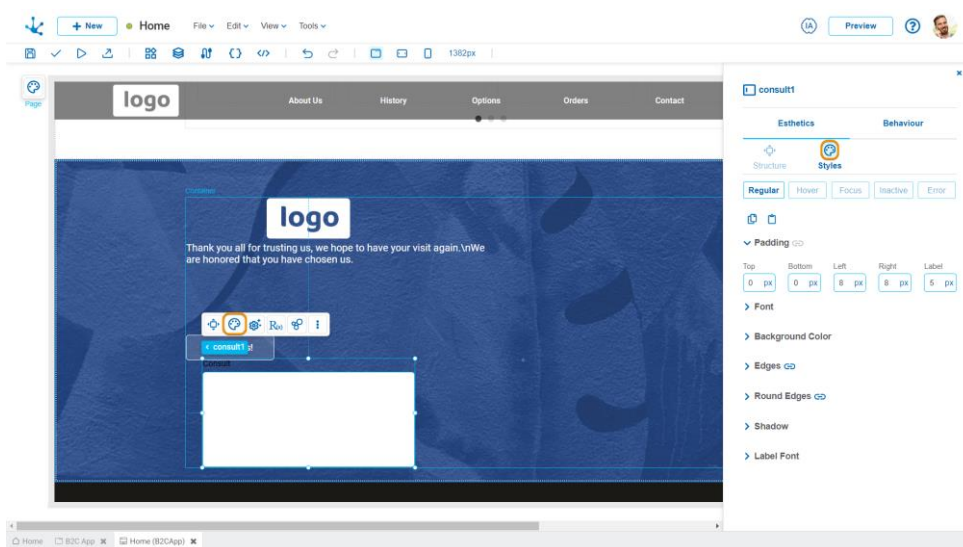 + New
Home
File
Edit
View
Tools
IA
Preview
?
1382px
Page
logo
About Us
History
Options
Orders
Contact
consult1
Esthetics
Behaviour
Structure
Styles
Regular
Hover
Focus
Inactive
Error
Padding
Top
Bottom
Left
Right
Label
0 px
0 px
8 px
8 px
5 px
Font
Background Color
Edges
Round Edges
Shadow
Label Font
Container
logo
Thank you all for trusting us, we hope to have your visit again.\nWe
are honored that you have chosen us.
consult1
Consult
Home
B2C App
Home (B2CApp)